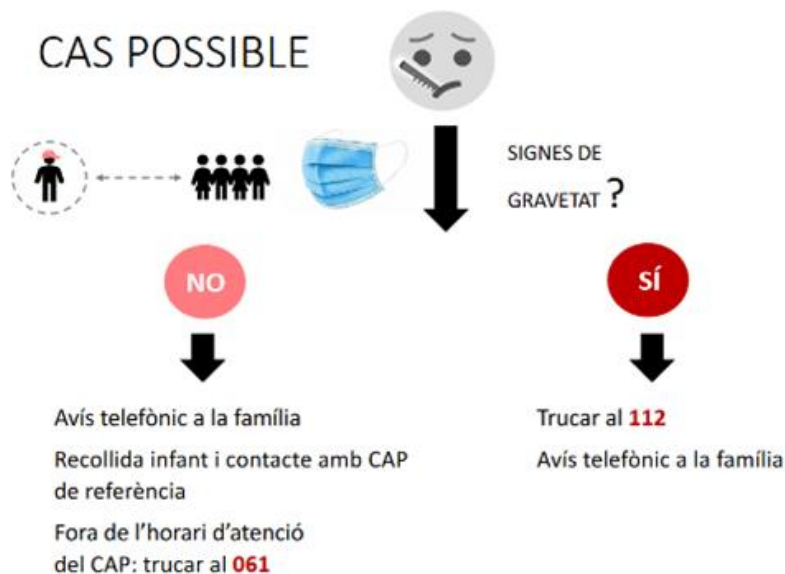 CAS POSSIBLE
SIGNES DE
GRAVETAT ?
NO
SÍ
Avís telefònic a la família
Recollida infant i contacte amb CAP
de referència
Fora de l’horari d’atenció
del CAP: trucar al 061
Trucar al 112
Avís telefònic a la família